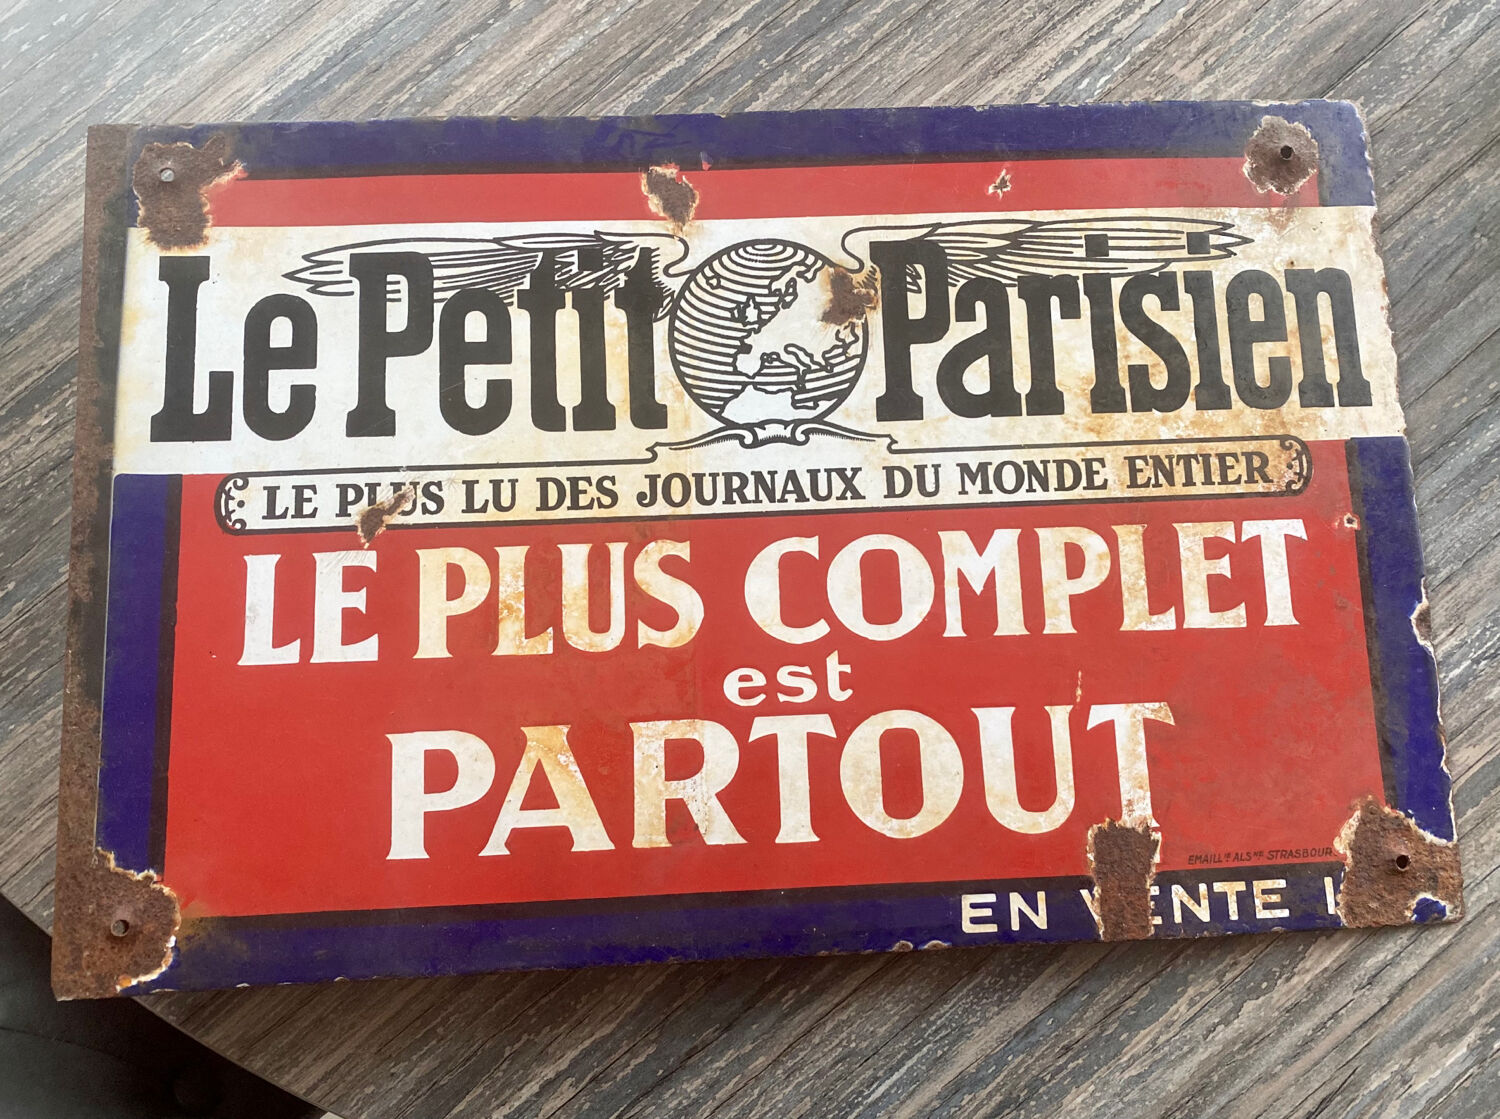 Le Petit Parisien
LE PLUS LU DES JOURNAUX DU MONDE ENTIER
LE PLUS COMPLET
est
PARTOUT
EMAILLIE ALSNE STRASBOURG
EN VENTE